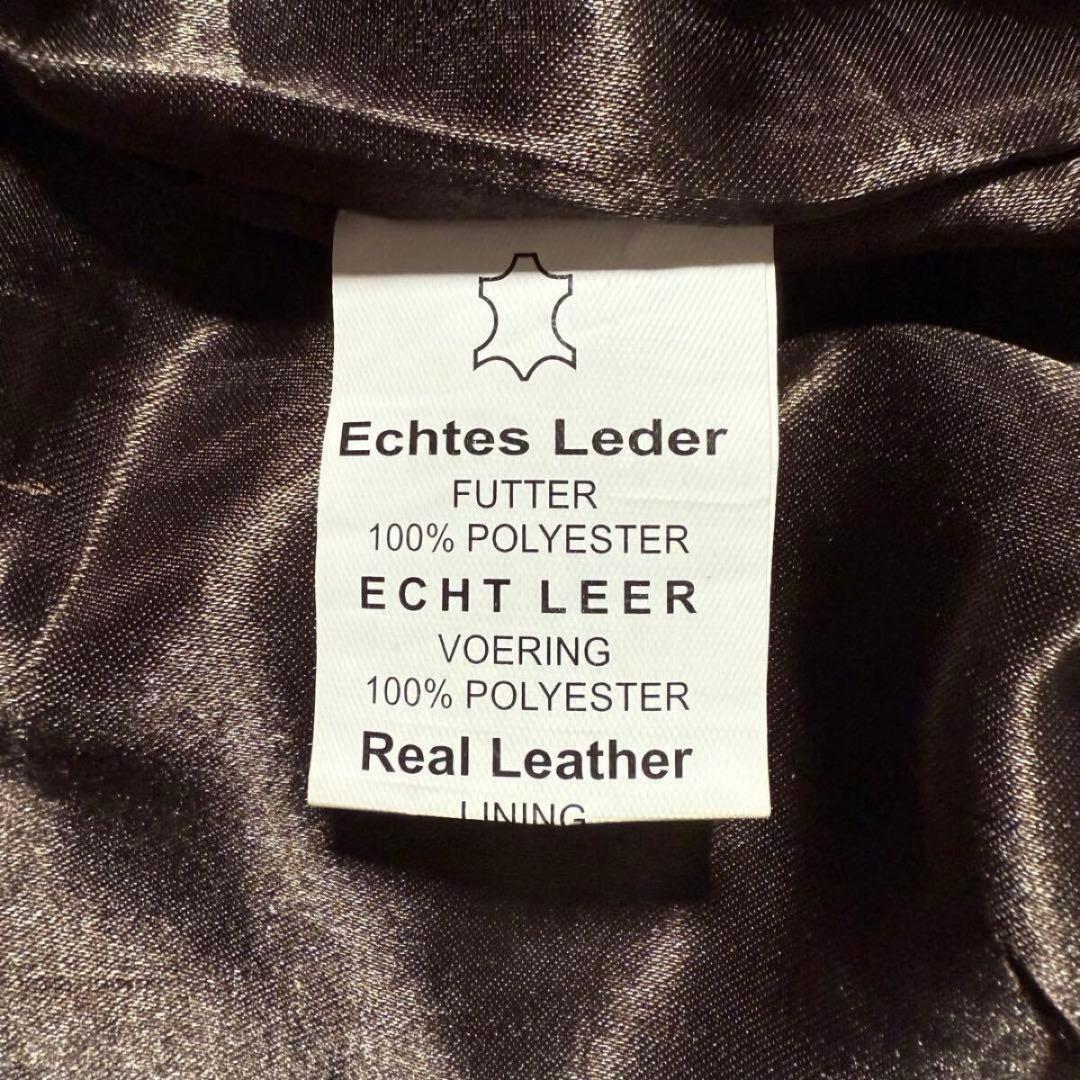 Echtes Leder
FUTTER
100% POLYESTER
ECHT LEER
VOERING
100% POLYESTER
Real Leather
LINING